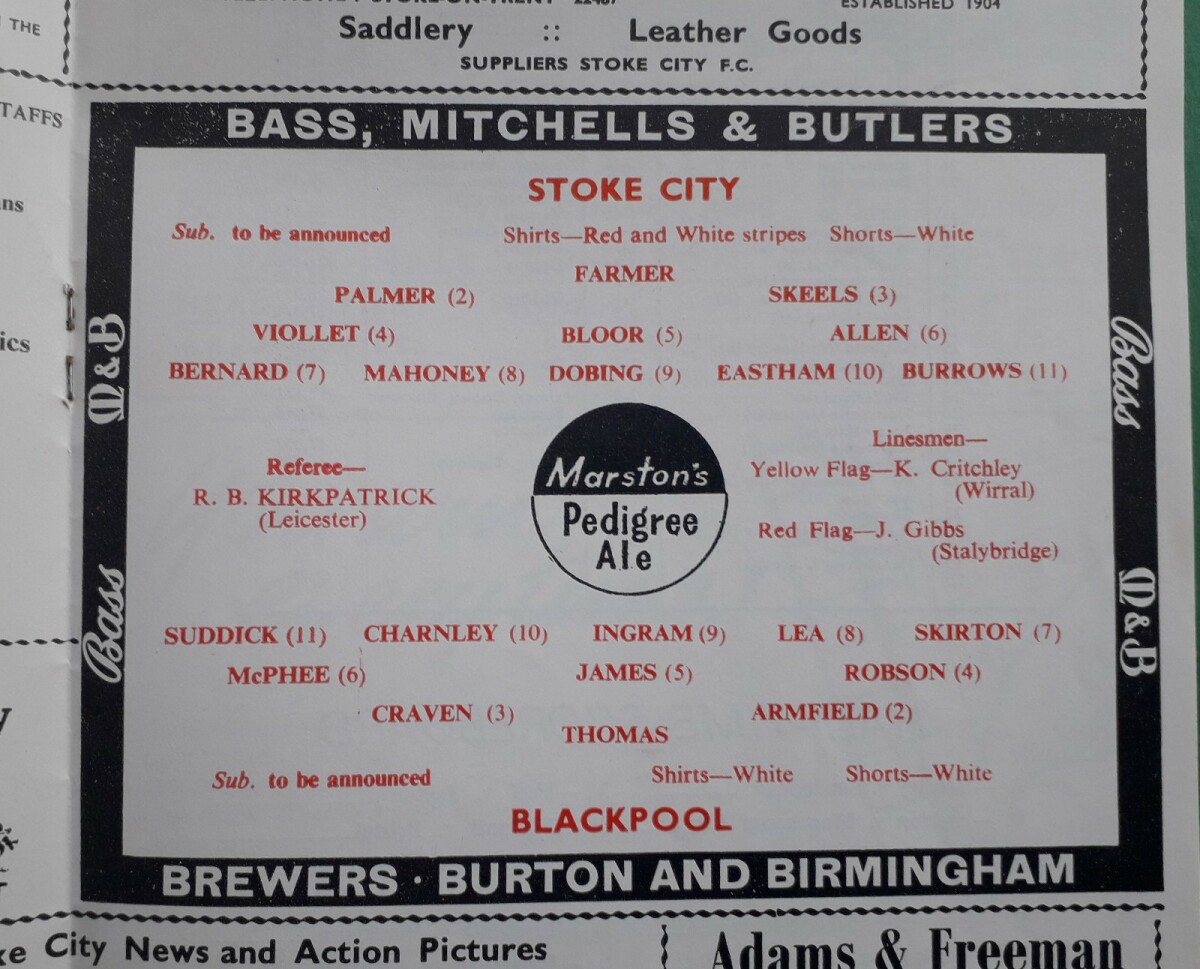 THE
ESTABLISHED 1904
Saddlery :: Leather Goods
SUPPLIERS STOKE CITY F.C.
TAFFS
BASS, MITCHELLS & BUTLERS
STOKE CITY
Sub. to be announced Shirts—Red and White stripes Shorts—White
FARMER
PALMER (2) SKEELS (3)
VIOLLET (4) BLOOR (5) ALLEN (6)
BERNARD (7) MAHONEY (8) DOBING (9) EASTHAM (10) BURROWS (11)
M&B
Bass
Marston's
Pedigree
Ale
Referee—
R. B. KIRKPATRICK
(Leicester)
Linesmen—
Yellow Flag—K. Critchley
(Wirral)
Red Flag—J. Gibbs
(Stalybridge)
Bass
M&B
SUDDICK (11) CHARNLEY (10) INGRAM (9) LEA (8) SKIRTON (7)
McPHEE (6) JAMES (5) ROBSON (4)
CRAVEN (3) ARMFIELD (2)
THOMAS
Sub. to be announced Shirts—White Shorts—White
BLACKPOOL
BREWERS · BURTON AND BIRMINGHAM
ke City News and Action Pictures
Adams & Freeman